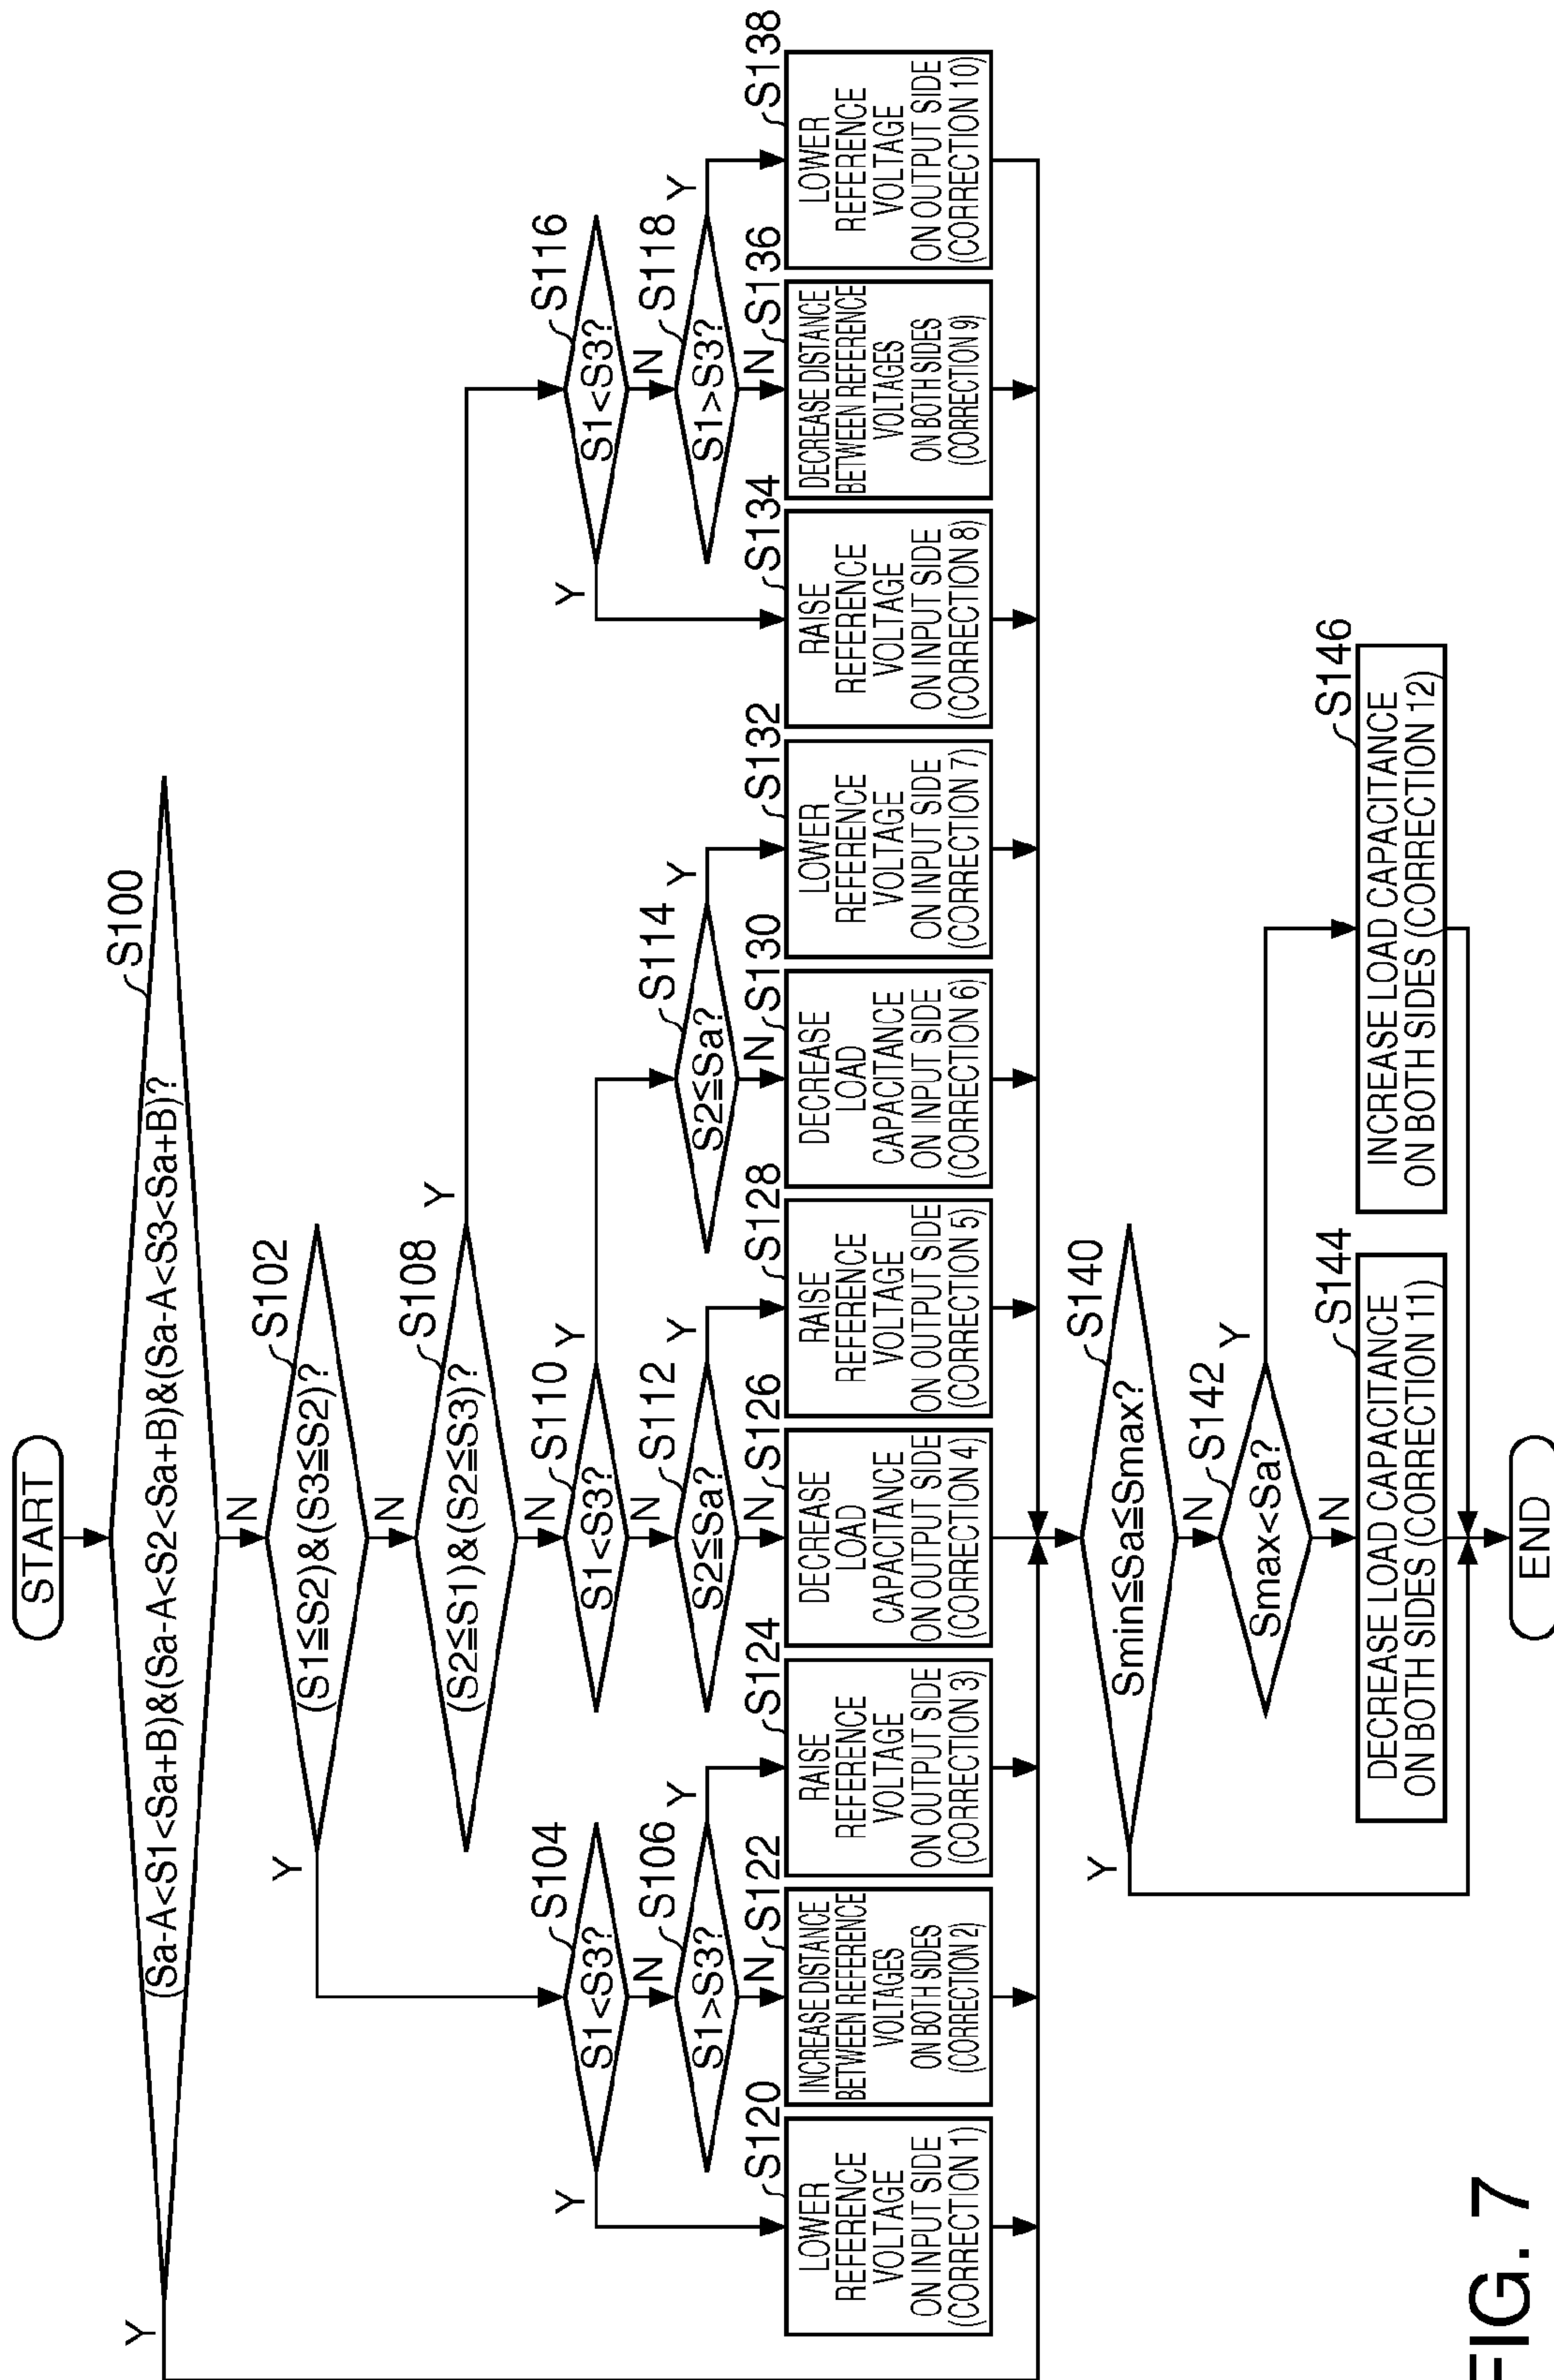 START
S100
(Sa-A<S1<Sa+B)&(Sa-A<S2<Sa+B)&(Sa-A<S3<Sa+B)?
Y
N
S102
(S1≦S2)&(S3≦S2)?
Y
N
S108
(S2≦S1)&(S2≦S3)?
Y
N
S104
S1<S3?
Y
N
S110
S1<S3?
Y
N
S116
S1<S3?
Y
N
S106
S1>S3?
Y
N
S112
S2≦Sa?
Y
N
S114
S2≦Sa?
Y
N
S118
S1>S3?
Y
N
S120
LOWER
REFERENCE
VOLTAGE
ON INPUT SIDE
(CORRECTION 1)
S122
INCREASE DISTANCE
BETWEEN REFERENCE
VOLTAGES
ON BOTH SIDES
(CORRECTION 2)
S124
RAISE
REFERENCE
VOLTAGE
ON OUTPUT SIDE
(CORRECTION 3)
S126
DECREASE
LOAD
CAPACITANCE
ON OUTPUT SIDE
(CORRECTION 4)
S128
RAISE
REFERENCE
VOLTAGE
ON OUTPUT SIDE
(CORRECTION 5)
S130
DECREASE
LOAD
CAPACITANCE
ON INPUT SIDE
(CORRECTION 6)
S132
LOWER
REFERENCE
VOLTAGE
ON INPUT SIDE
(CORRECTION 7)
S134
RAISE
REFERENCE
VOLTAGE
ON INPUT SIDE
(CORRECTION 8)
S136
DECREASE DISTANCE
BETWEEN REFERENCE
VOLTAGES
ON BOTH SIDES
(CORRECTION 9)
S138
LOWER
REFERENCE
VOLTAGE
ON OUTPUT SIDE
(CORRECTION 10)
S140
Smin≦Sa≦Smax?
Y
N
S142
Smax<Sa?
Y
N
S144
DECREASE LOAD CAPACITANCE
ON BOTH SIDES (CORRECTION 11)
S146
INCREASE LOAD CAPACITANCE
ON BOTH SIDES (CORRECTION 12)
END
FIG. 7